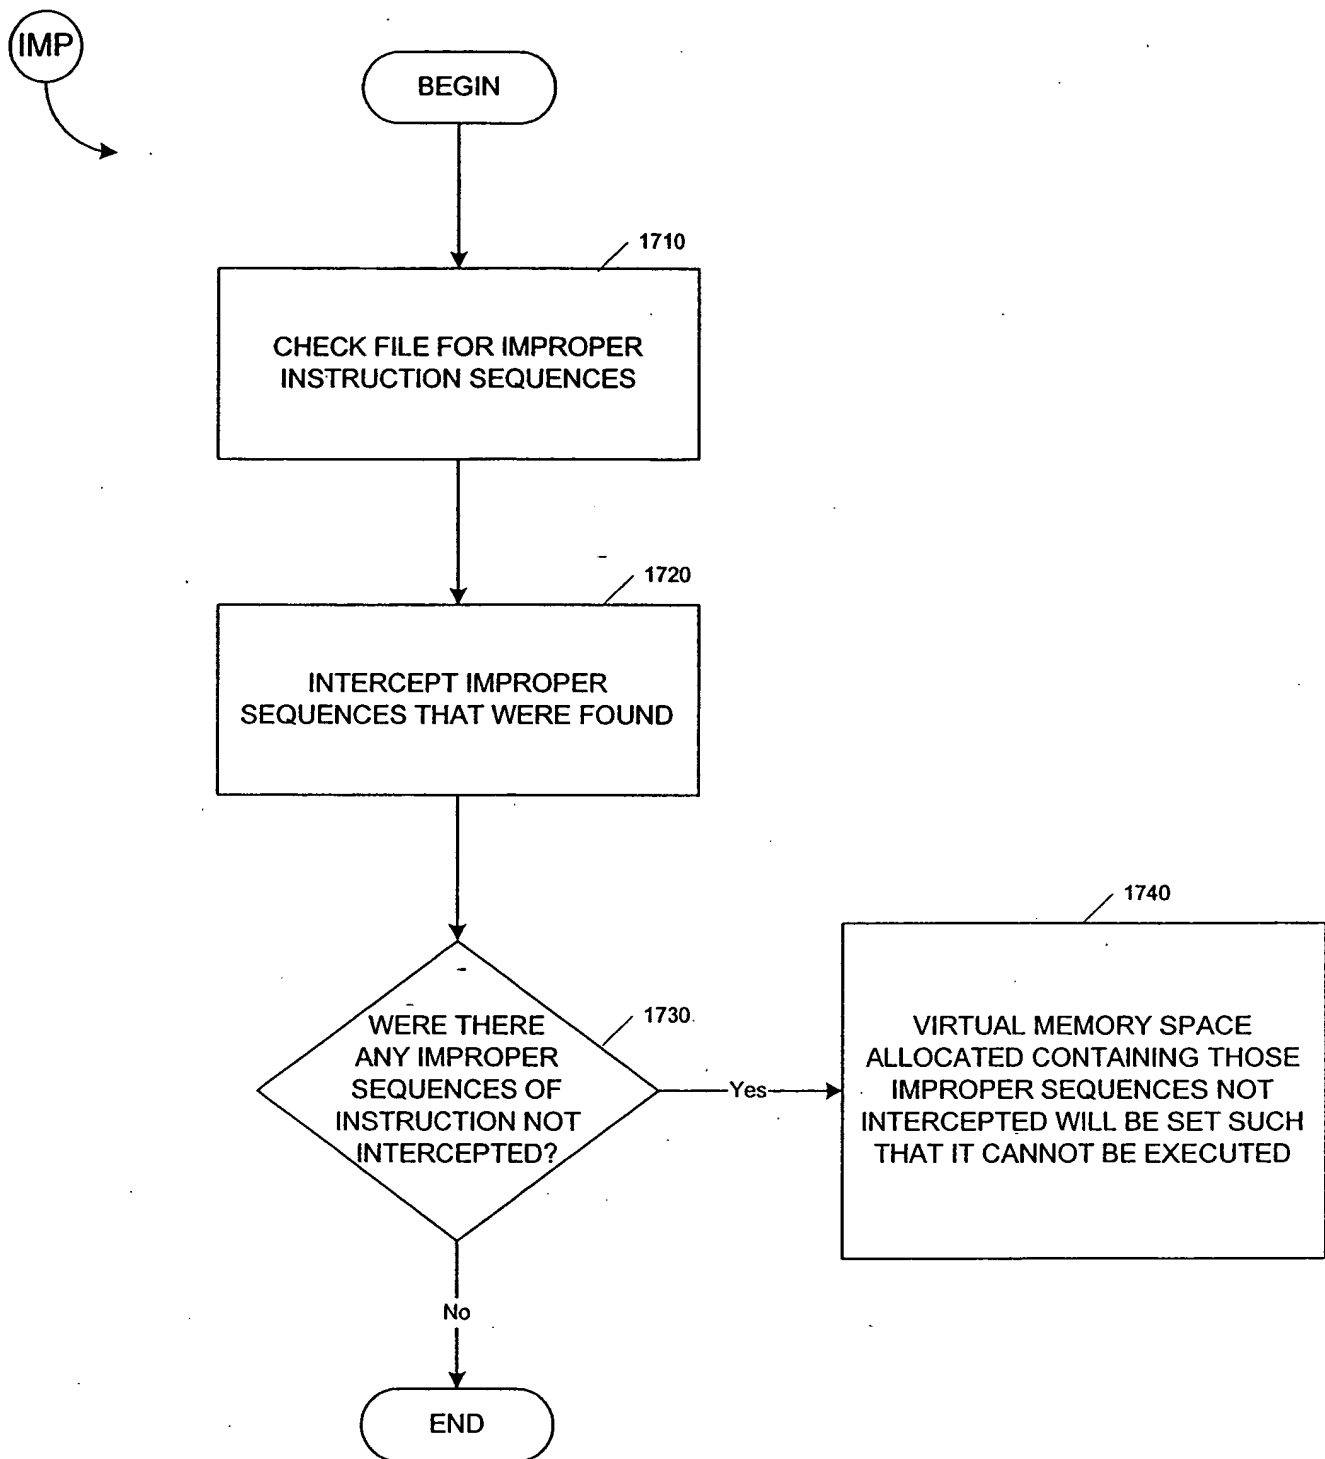 IMP
BEGIN
1710
CHECK FILE FOR IMPROPER
INSTRUCTION SEQUENCES
1720
INTERCEPT IMPROPER
SEQUENCES THAT WERE FOUND
1730
WERE THERE
ANY IMPROPER
SEQUENCES OF
INSTRUCTION NOT
INTERCEPTED?
Yes
1740
VIRTUAL MEMORY SPACE
ALLOCATED CONTAINING THOSE
IMPROPER SEQUENCES NOT
INTERCEPTED WILL BE SET SUCH
THAT IT CANNOT BE EXECUTED
No
END